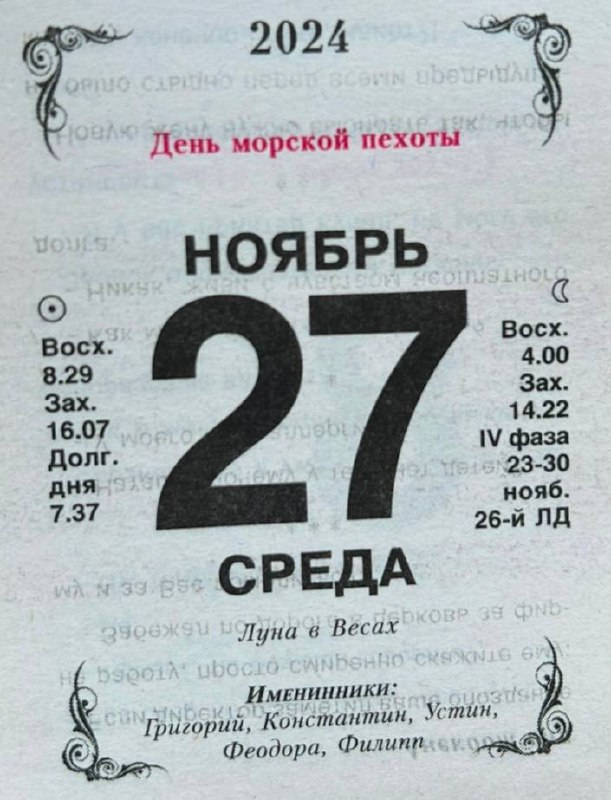 2024
День морской пехоты
НОЯБРЬ
27
Восх.
8.29
Зах.
16.07
Долг.
дня
7.37
Восх.
4.00
Зах.
14.22
IV фаза
23-30
нояб.
26-й ЛД
СРЕДА
Луна в Весах
Именинники:
Григорий, Константин, Устин,
Феодора, Филипп